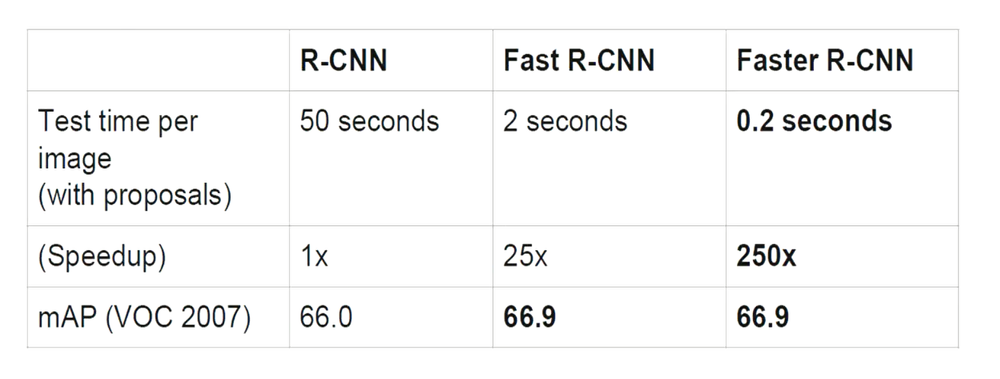 R-CNN Fast R-CNN Faster R-CNN
Test time per 50 seconds 2 seconds 0.2 seconds
image
(with proposals)
(Speedup) 1x 25x 250x
mAP (VOC 2007) 66.0 66.9 66.9